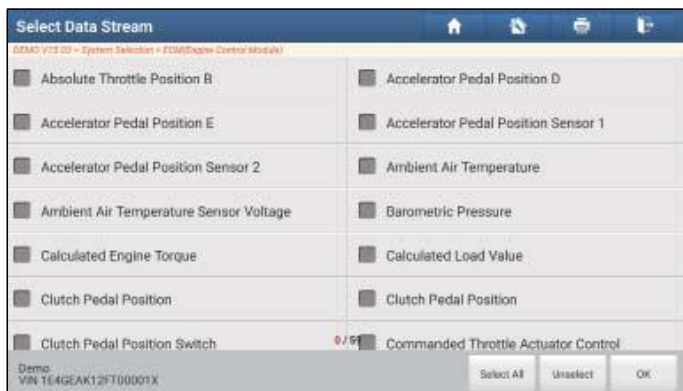 Select Data Stream
DEMO V15.03 > System Selection > ECM(Engine Control Module)
Absolute Throttle Position B
Accelerator Pedal Position D
Accelerator Pedal Position E
Accelerator Pedal Position Sensor 1
Accelerator Pedal Position Sensor 2
Ambient Air Temperature
Ambient Air Temperature Sensor Voltage
Barometric Pressure
Calculated Engine Torque
Calculated Load Value
Clutch Pedal Position
Clutch Pedal Position
Clutch Pedal Position Switch
0 / 59
Commanded Throttle Actuator Control
Demo
VIN 1E4GEAK12FT00001X
Select All
Unselect
OK